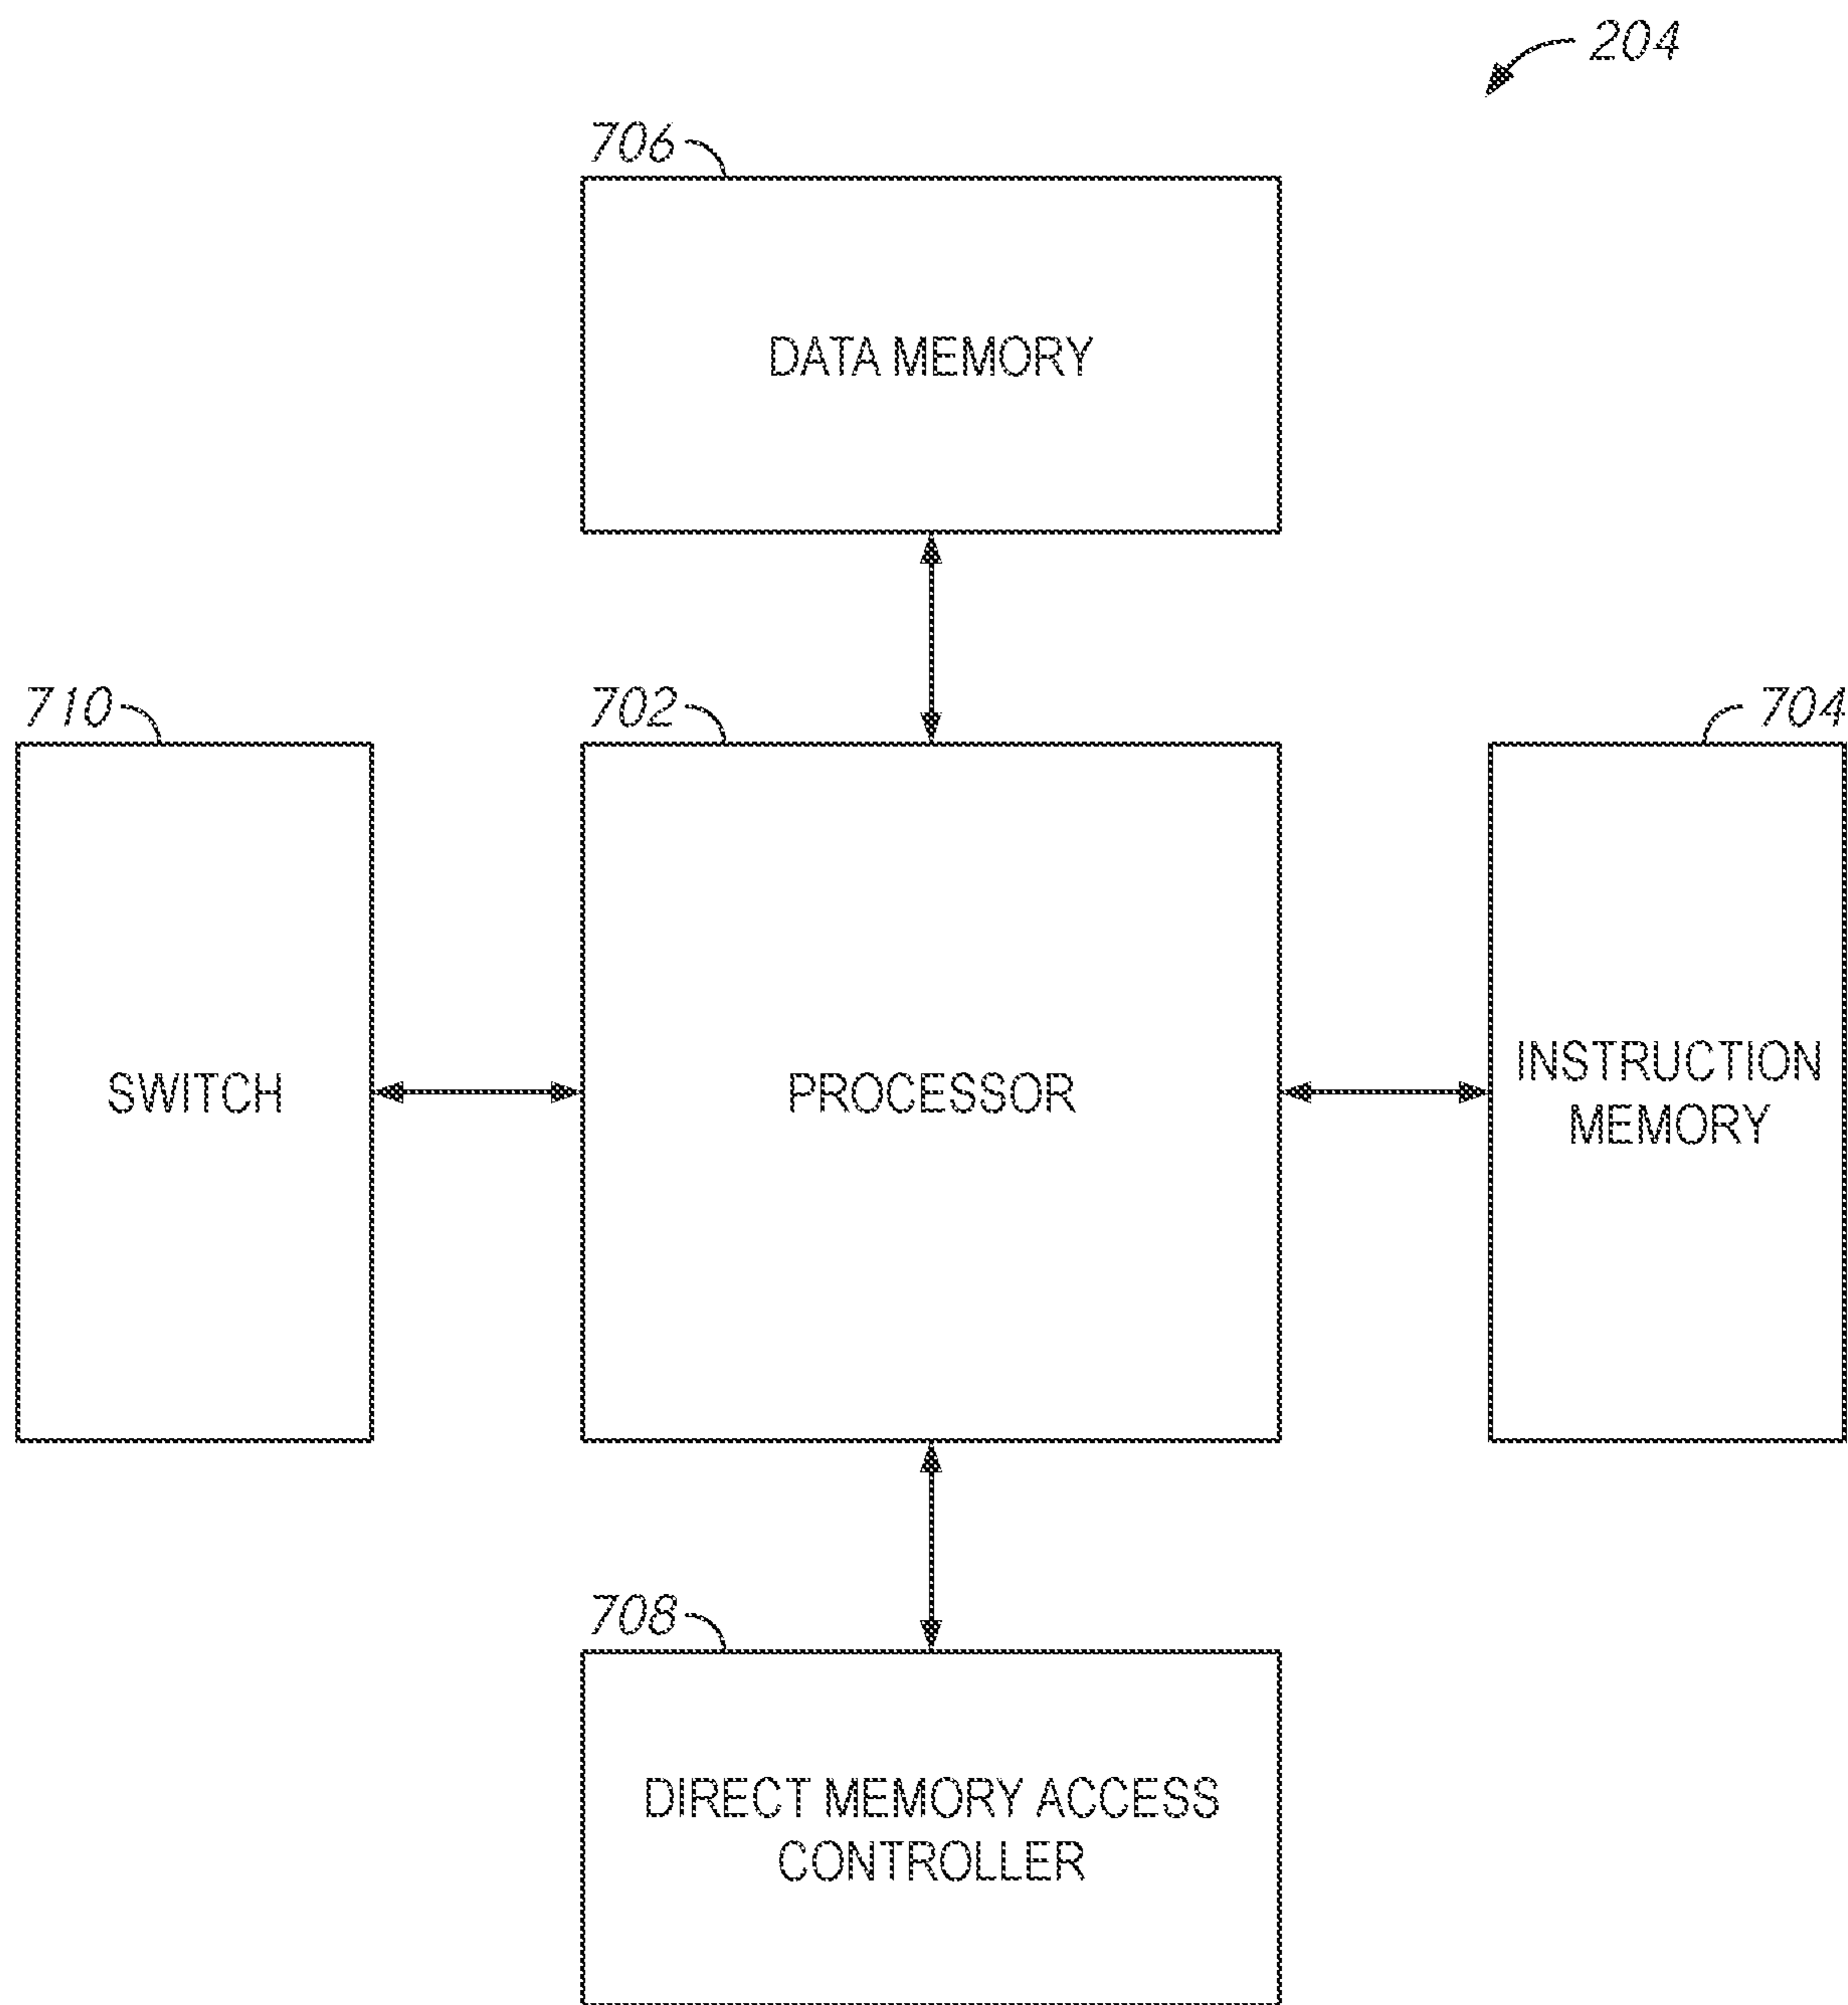 204
706
DATA MEMORY
710
702
704
SWITCH
PROCESSOR
INSTRUCTION
MEMORY
708
DIRECT MEMORY ACCESS
CONTROLLER